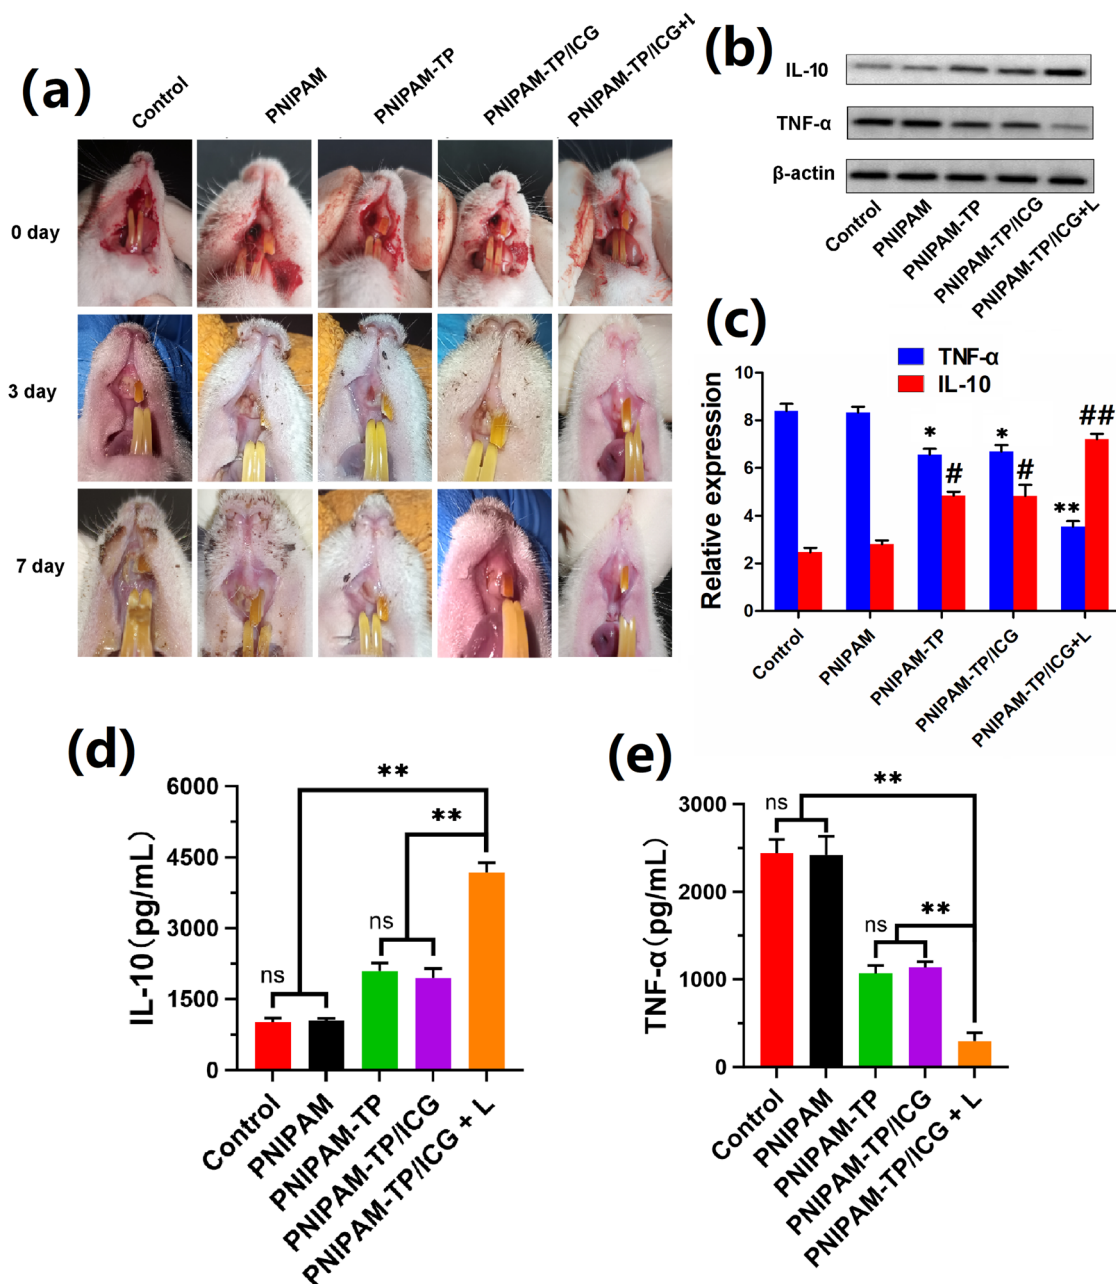 (a)
Control
PNIPAM
PNIPAM-TP
PNIPAM-TP/ICG
PNIPAM-TP/ICG+L
0 day
3 day
7 day
(b)
IL-10
TNF-α
β-actin
Control
PNIPAM
PNIPAM-TP
PNIPAM-TP/ICG
PNIPAM-TP/ICG+L
(c)
TNF-α
IL-10
Relative expression
10
8
6
4
2
0
*
#
*
#
**
##
Control
PNIPAM
PNIPAM-TP
PNIPAM-TP/ICG
PNIPAM-TP/ICG+L
(d)
IL-10(pg/mL)
6000
4500
3000
1500
0
**
**
ns
ns
Control
PNIPAM
PNIPAM-TP
PNIPAM-TP/ICG
PNIPAM-TP/ICG + L
(e)
TNF-α(pg/mL)
3000
2000
1000
0
ns
**
ns
**
Control
PNIPAM
PNIPAM-TP
PNIPAM-TP/ICG
PNIPAM-TP/ICG + L